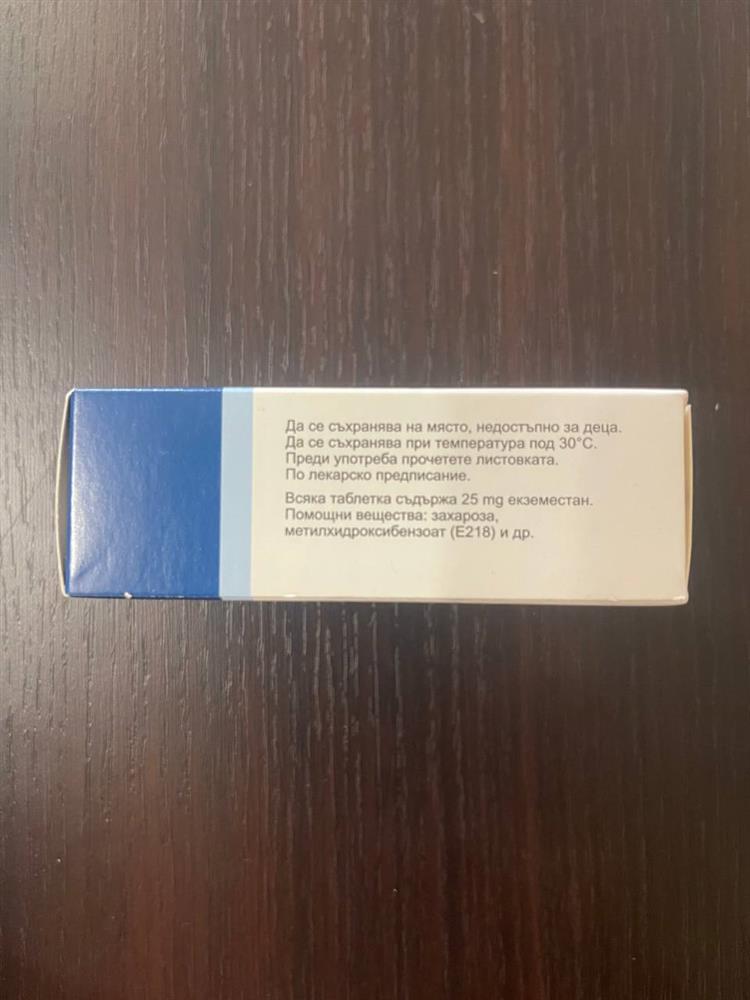 Да се съхранява на място, недостъпно за деца.
Да се съхранява при температура под 30°C.
Преди употреба прочетете листовката.
По лекарско предписание.
Всяка таблетка съдържа 25 mg екземестан.
Помощни вещества: захароза,
метилхидроксибензоат (Е218) и др.